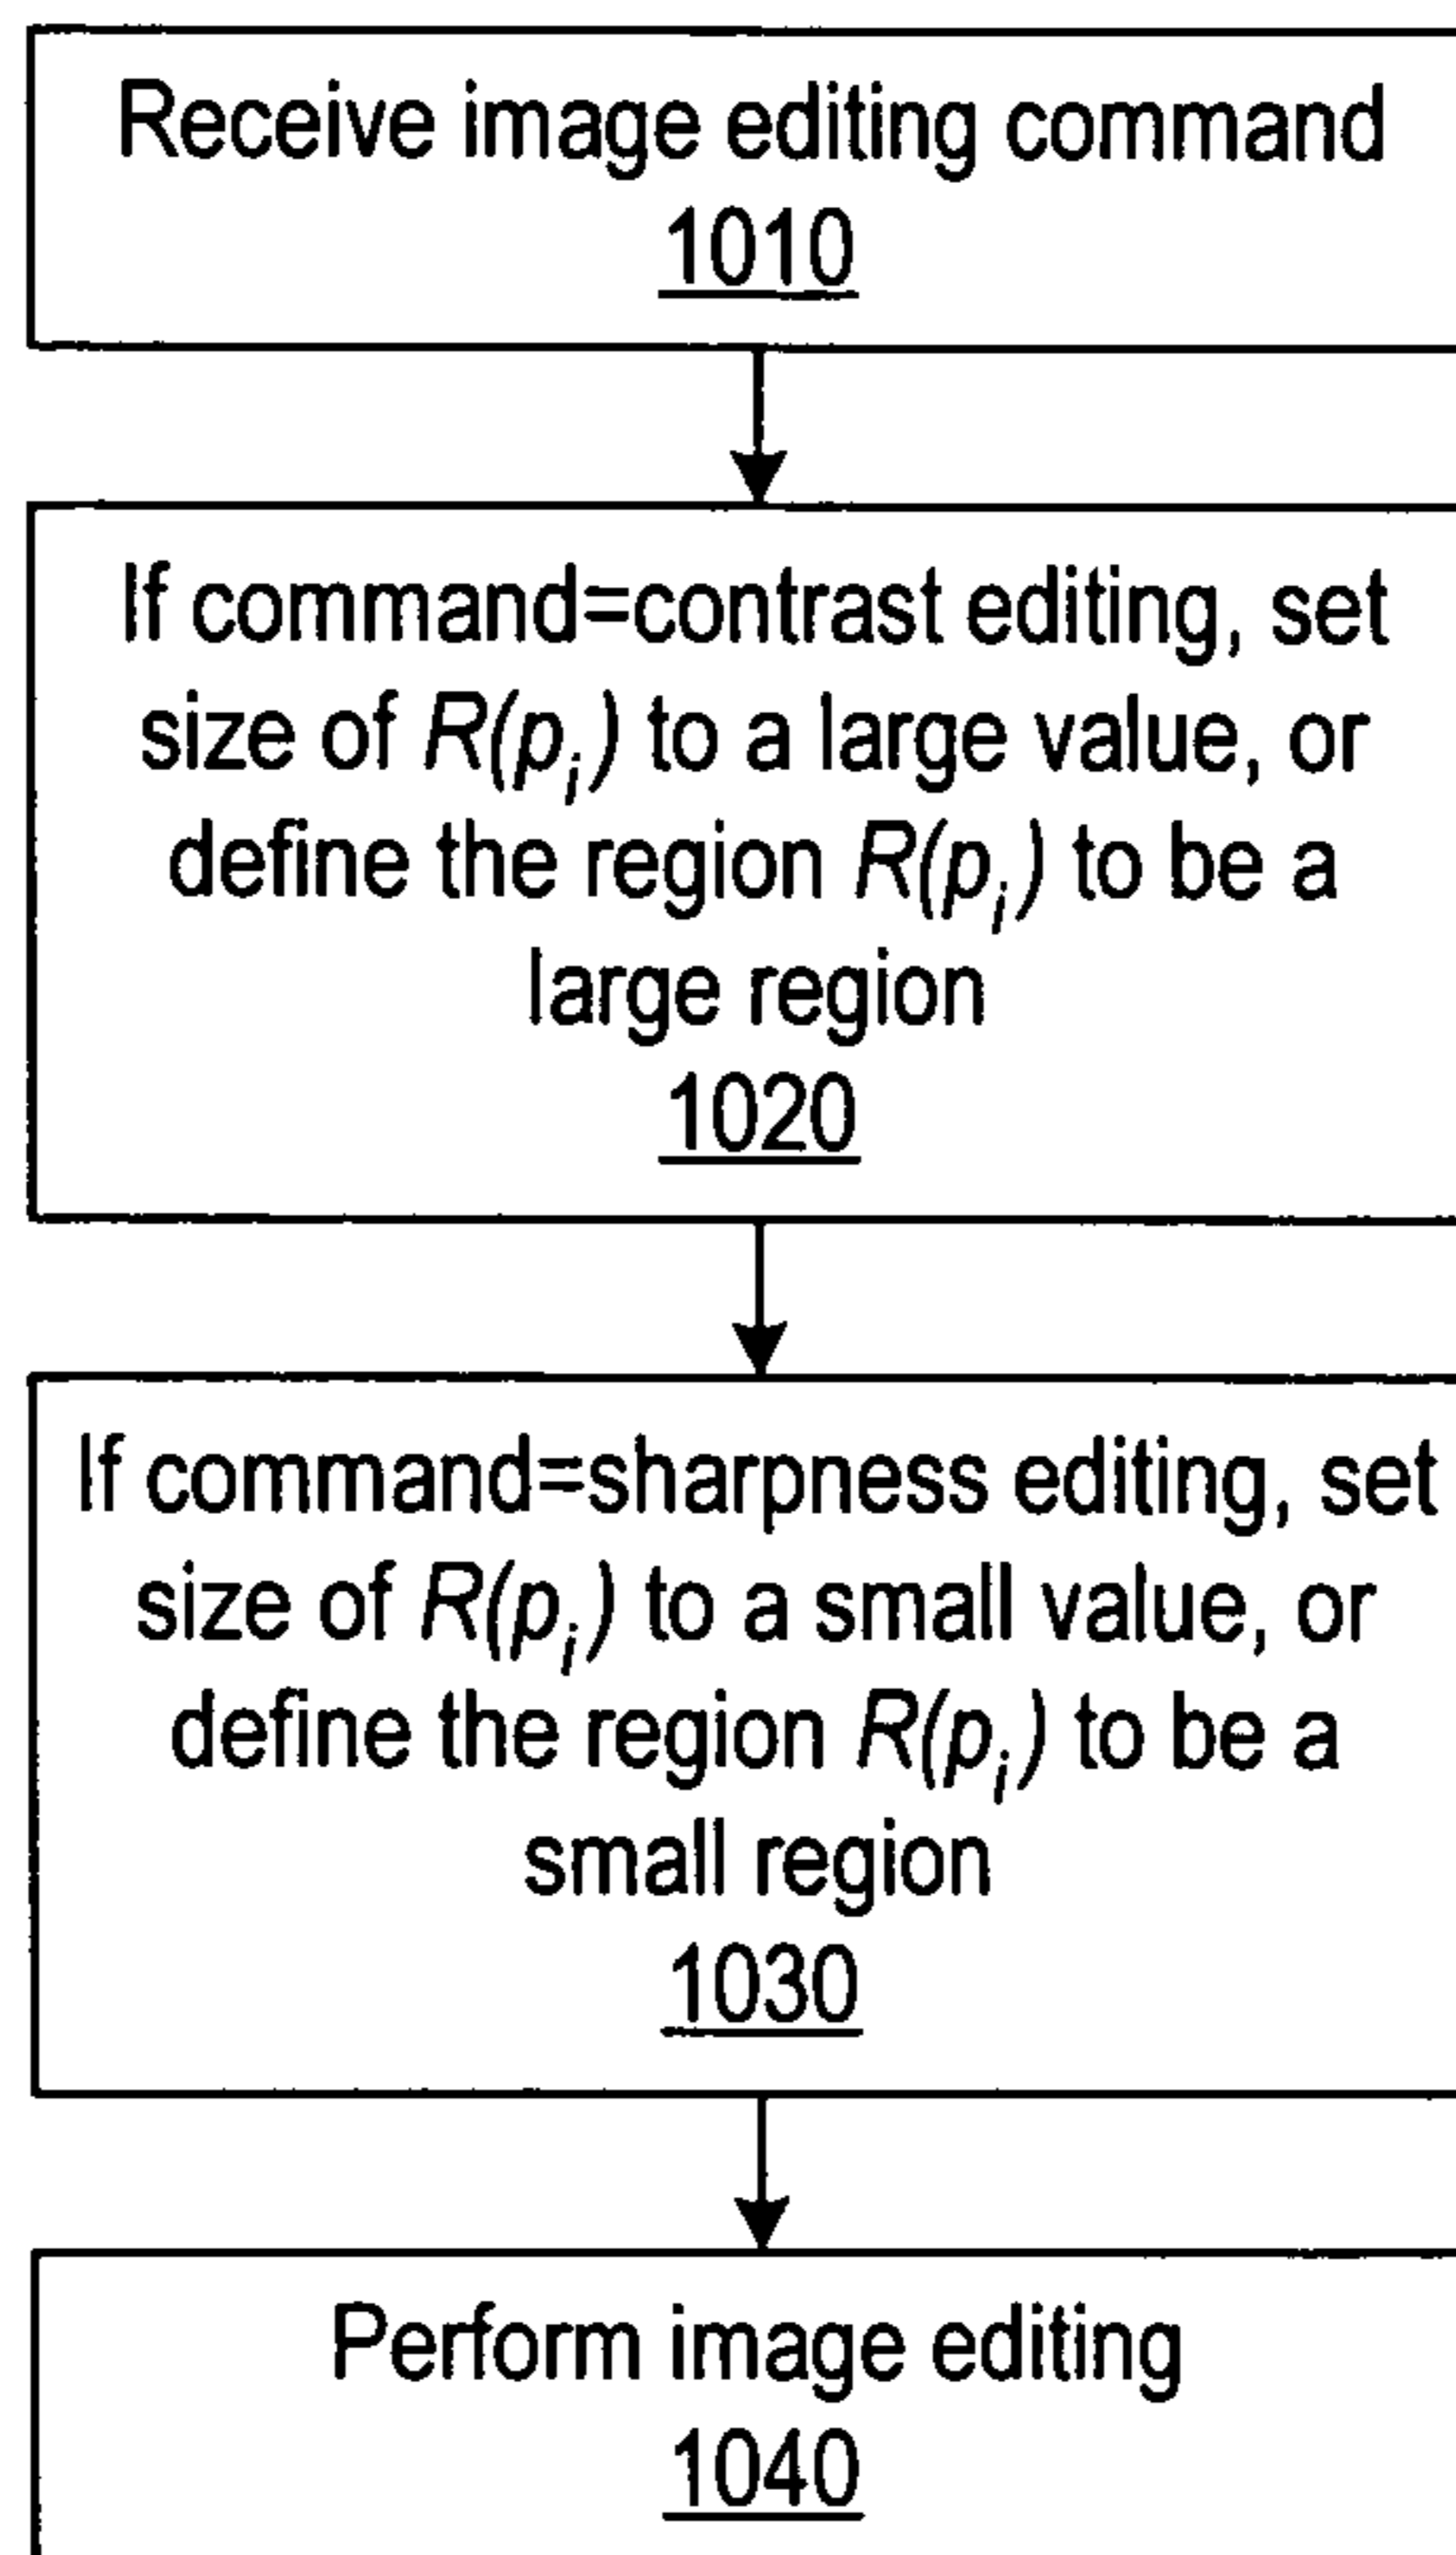 Receive image editing command
1010
If command=contrast editing, set
size of R(pᵢ) to a large value, or
define the region R(pᵢ) to be a
large region
1020
If command=sharpness editing, set
size of R(pᵢ) to a small value, or
define the region R(pᵢ) to be a
small region
1030
Perform image editing
1040